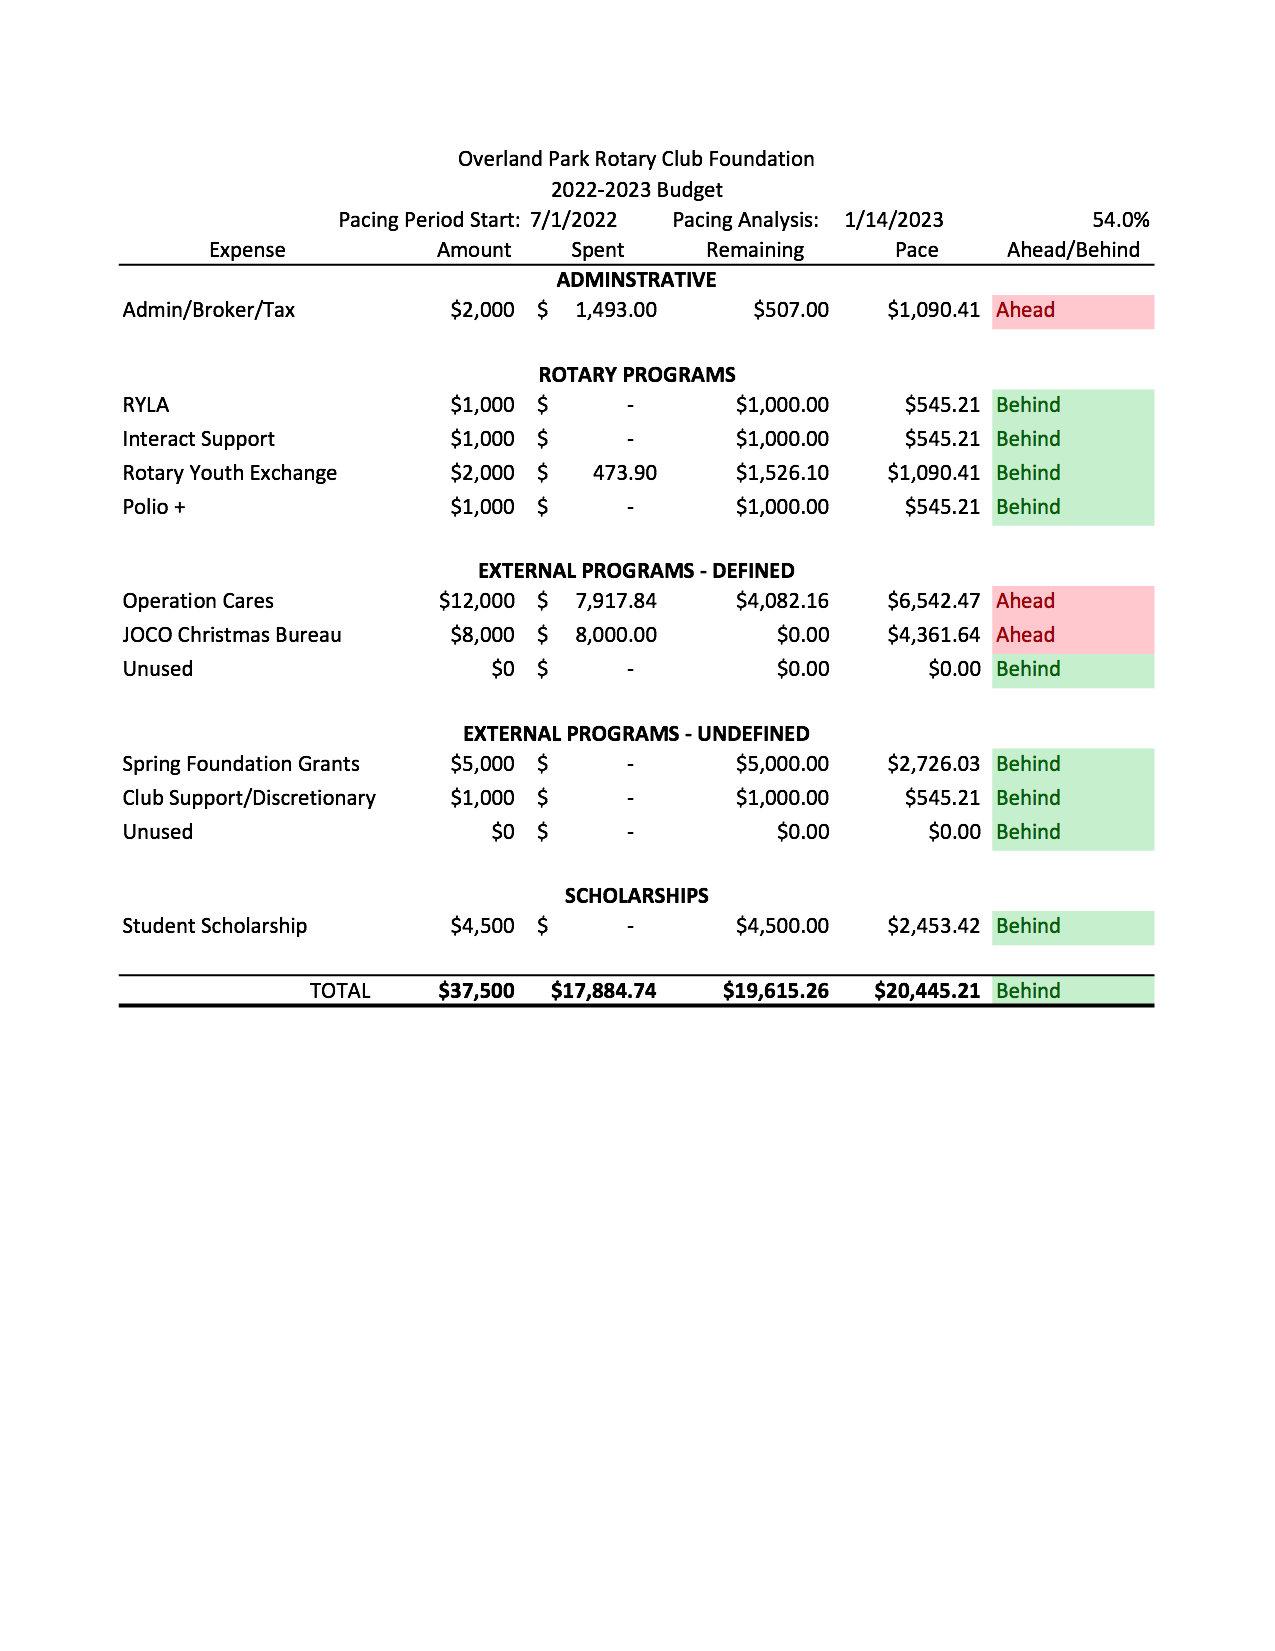 Overland Park Rotary Club Foundation
2022-2023 Budget
Pacing Period Start: 7/1/2022 Pacing Analysis: 1/14/2023 54.0%
Expense Amount Spent Remaining Pace Ahead/Behind
ADMINSTRATIVE
Admin/Broker/Tax $2,000 $ 1,493.00 $507.00 $1,090.41 Ahead
ROTARY PROGRAMS
RYLA $1,000 $ - $1,000.00 $545.21 Behind
Interact Support $1,000 $ - $1,000.00 $545.21 Behind
Rotary Youth Exchange $2,000 $ 473.90 $1,526.10 $1,090.41 Behind
Polio + $1,000 $ - $1,000.00 $545.21 Behind
EXTERNAL PROGRAMS - DEFINED
Operation Cares $12,000 $ 7,917.84 $4,082.16 $6,542.47 Ahead
JOCO Christmas Bureau $8,000 $ 8,000.00 $0.00 $4,361.64 Ahead
Unused $0 $ - $0.00 $0.00 Behind
EXTERNAL PROGRAMS - UNDEFINED
Spring Foundation Grants $5,000 $ - $5,000.00 $2,726.03 Behind
Club Support/Discretionary $1,000 $ - $1,000.00 $545.21 Behind
Unused $0 $ - $0.00 $0.00 Behind
SCHOLARSHIPS
Student Scholarship $4,500 $ - $4,500.00 $2,453.42 Behind
TOTAL $37,500 $17,884.74 $19,615.26 $20,445.21 Behind